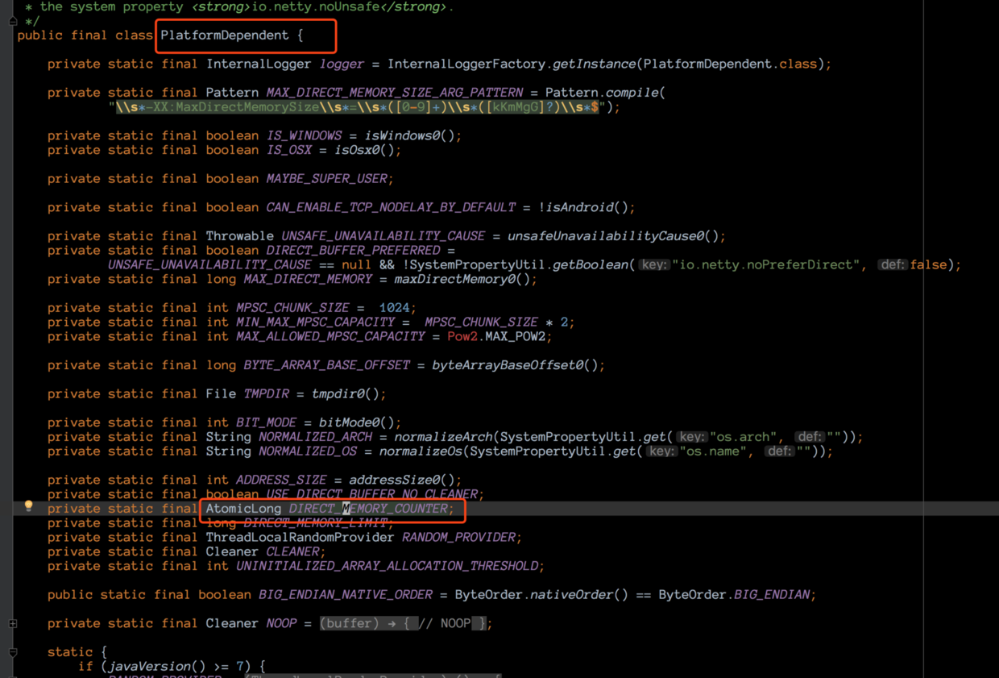 * the system property <strong>io.netty.noUnsafe</strong>.
*/
public final class PlatformDependent {
private static final InternalLogger logger = InternalLoggerFactory.getInstance(PlatformDependent.class);
private static final Pattern MAX_DIRECT_MEMORY_SIZE_ARG_PATTERN = Pattern.compile(
"\\s*-XX:MaxDirectMemorySize\\s*=\\s*([0-9]+)\\s*([kKmMgG]?)\\s*$");
private static final boolean IS_WINDOWS = isWindows0();
private static final boolean IS_OSX = isOsx0();
private static final boolean MAYBE_SUPER_USER;
private static final boolean CAN_ENABLE_TCP_NODELAY_BY_DEFAULT = !isAndroid();
private static final Throwable UNSAFE_UNAVAILABILITY_CAUSE = unsafeUnavailabilityCause0();
private static final boolean DIRECT_BUFFER_PREFERRED =
UNSAFE_UNAVAILABILITY_CAUSE == null && !SystemPropertyUtil.getBoolean( key: "io.netty.noPreferDirect", def: false);
private static final long MAX_DIRECT_MEMORY = maxDirectMemory0();
private static final int MPSC_CHUNK_SIZE =  1024;
private static final int MIN_MAX_MPSC_CAPACITY =  MPSC_CHUNK_SIZE * 2;
private static final int MAX_ALLOWED_MPSC_CAPACITY = Pow2.MAX_POW2;
private static final long BYTE_ARRAY_BASE_OFFSET = byteArrayBaseOffset0();
private static final File TMPDIR = tmpdir0();
private static final int BIT_MODE = bitMode0();
private static final String NORMALIZED_ARCH = normalizeArch(SystemPropertyUtil.get( key: "os.arch", def: ""));
private static final String NORMALIZED_OS = normalizeOs(SystemPropertyUtil.get( key: "os.name", def: ""));
private static final int ADDRESS_SIZE = addressSize0();
private static final boolean USE_DIRECT_BUFFER_NO_CLEANER;
private static final AtomicLong DIRECT_MEMORY_COUNTER;
private static final long DIRECT_MEMORY_LIMIT;
private static final ThreadLocalRandomProvider RANDOM_PROVIDER;
private static final Cleaner CLEANER;
private static final int UNINITIALIZED_ARRAY_ALLOCATION_THRESHOLD;
public static final boolean BIG_ENDIAN_NATIVE_ORDER = ByteOrder.nativeOrder() == ByteOrder.BIG_ENDIAN;
private static final Cleaner NOOP = (buffer) → { // NOOP };
static {
if (javaVersion() >= 7) {